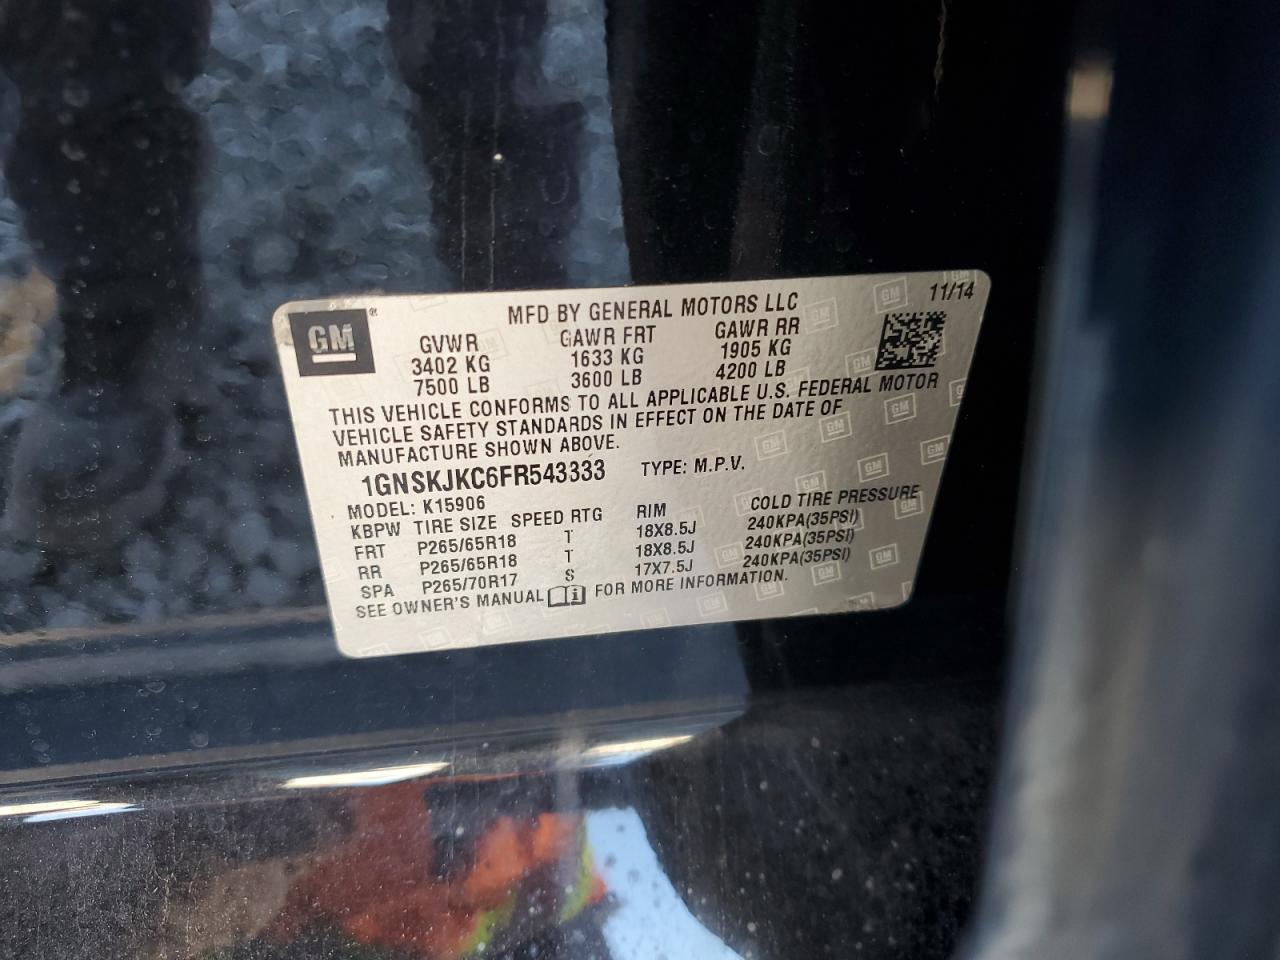 GM ®
MFD BY GENERAL MOTORS LLC 11/14
GVWR GAWR FRT GAWR RR
3402 KG 1633 KG 1905 KG
7500 LB 3600 LB 4200 LB
THIS VEHICLE CONFORMS TO ALL APPLICABLE U.S. FEDERAL MOTOR
VEHICLE SAFETY STANDARDS IN EFFECT ON THE DATE OF
MANUFACTURE SHOWN ABOVE.
1GNSKJKC6FR543333 TYPE: M.P.V.
MODEL: K15906
KBPW TIRE SIZE SPEED RTG RIM COLD TIRE PRESSURE
FRT P265/65R18 T 18X8.5J 240KPA(35PSI)
RR P265/65R18 T 18X8.5J 240KPA(35PSI)
SPA P265/70R17 S 17X7.5J 240KPA(35PSI)
SEE OWNER'S MANUAL i FOR MORE INFORMATION.